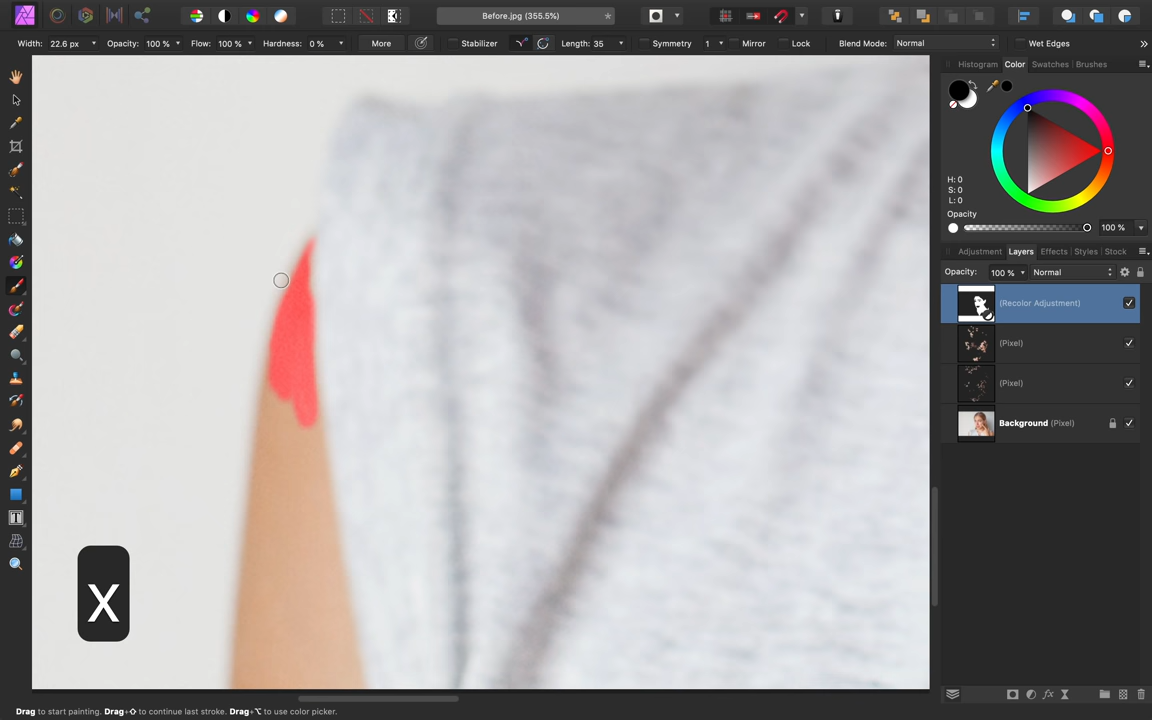 Before.jpg (355.5%)
Width: 22.6 px Opacity: 100 % Flow: 100 % Hardness: 0 % More Stabilizer Length: 35 Symmetry 1 Mirror Lock Blend Mode: Normal Wet Edges
Histogram Color Swatches Brushes
H: 0
S: 0
L: 0
Opacity
100 %
Adjustment Layers Effects Styles Stock
Opacity: 100 % Normal
(Recolor Adjustment)
(Pixel)
(Pixel)
Background (Pixel)
X
Drag to start painting. Drag+⇧ to continue last stroke. Drag+⌥ to use color picker.